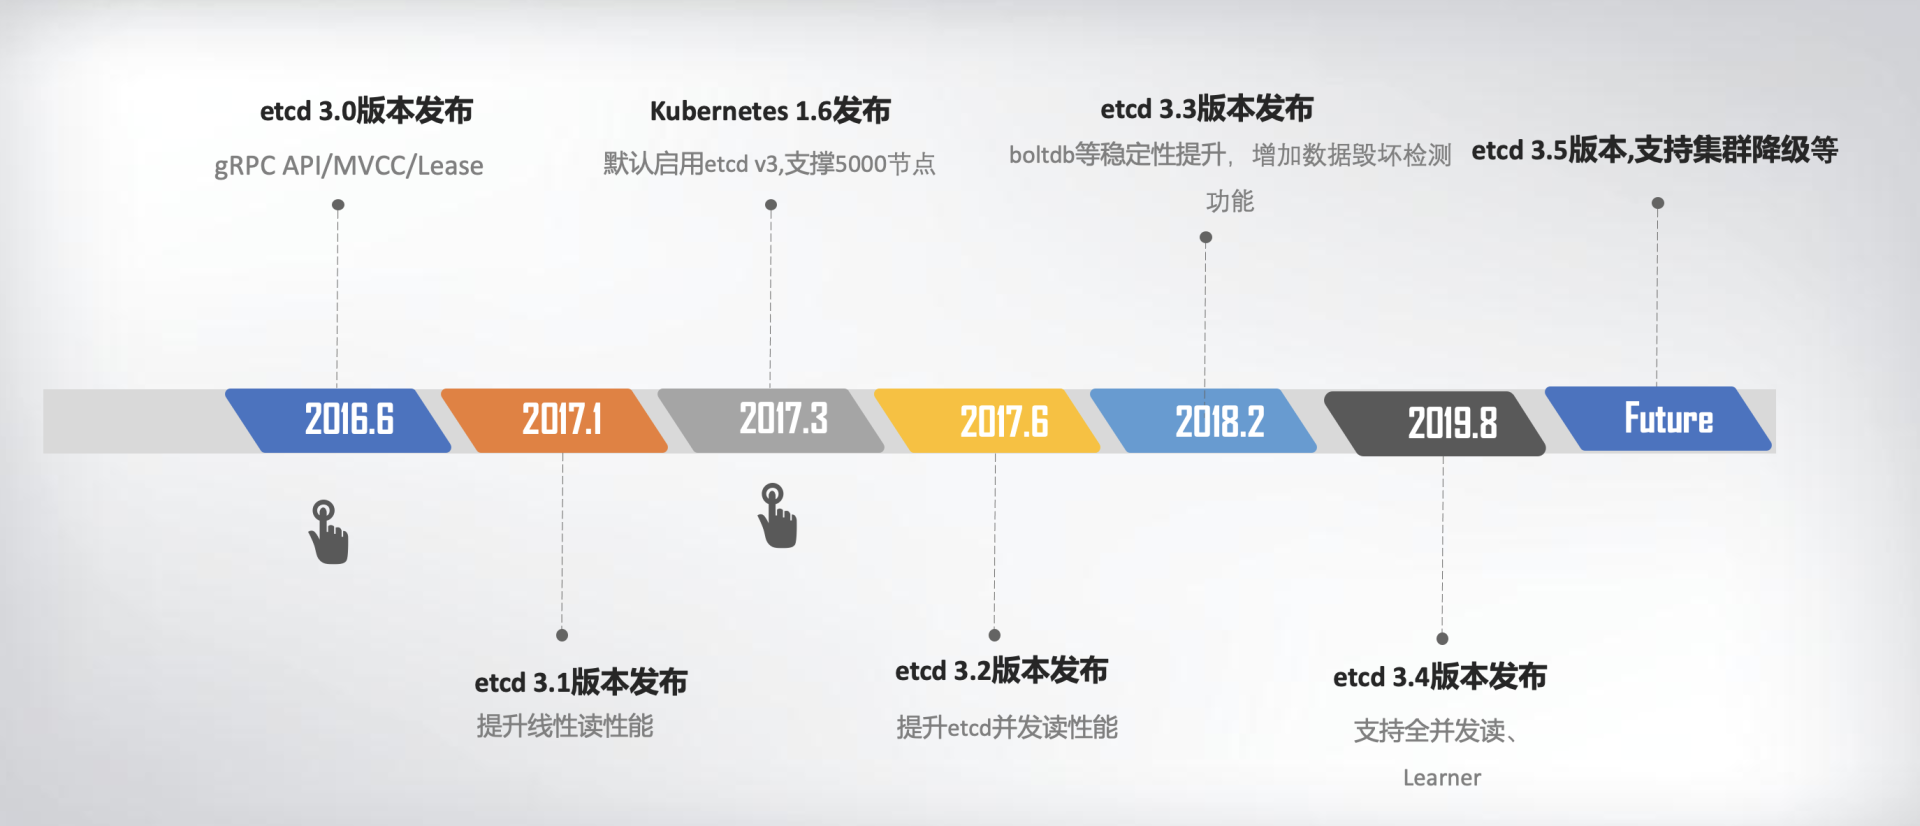 etcd 3.0版本发布
gRPC API/MVCC/Lease
Kubernetes 1.6发布
默认启用etcd v3,支撑5000节点
etcd 3.3版本发布
boltdb等稳定性提升，增加数据毁坏检测
功能
etcd 3.5版本,支持集群降级等
2016.6
2017.1
2017.3
2017.6
2018.2
2019.8
Future
etcd 3.1版本发布
提升线性读性能
etcd 3.2版本发布
提升etcd并发读性能
etcd 3.4版本发布
支持全并发读、
Learner